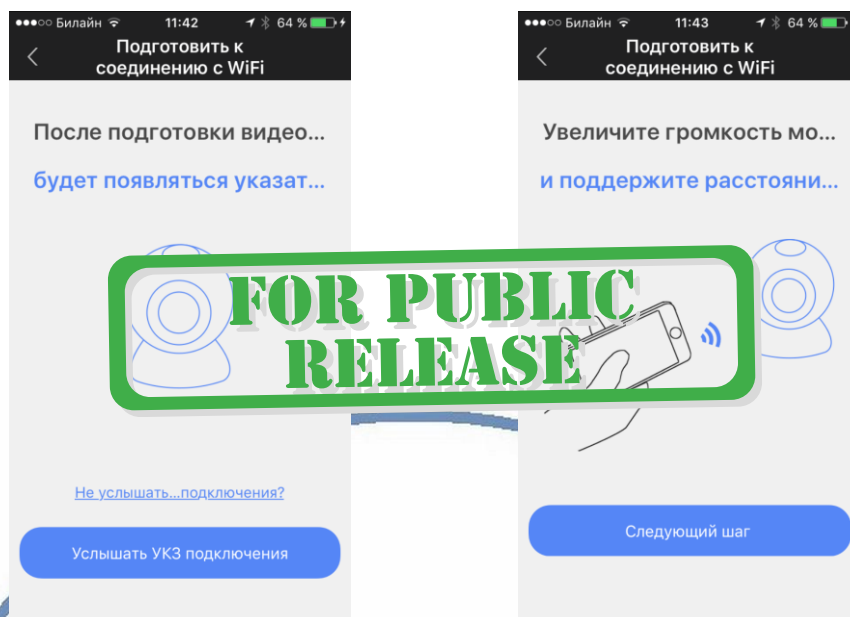 ●●●○○ Билайн 11:42 64 %
Подготовить к
соединению с WiFi
После подготовки видео...
будет появляться указат...
Не услышать...подключения?
Услышать УКЗ подключения
●●●○○ Билайн 11:43 64 %
Подготовить к
соединению с WiFi
Увеличите громкость мо...
и поддержите расстояни...
Следующий шаг
FOR PUBLIC
RELEASE